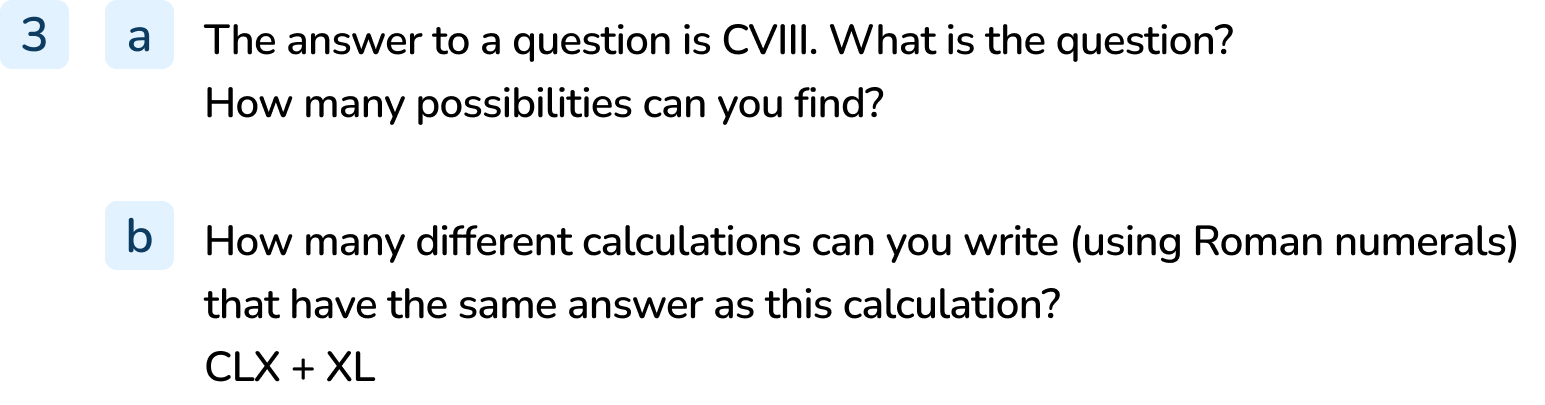 3 a The answer to a question is CVIII. What is the question?
How many possibilities can you find?
b How many different calculations can you write (using Roman numerals)
that have the same answer as this calculation?
CLX + XL